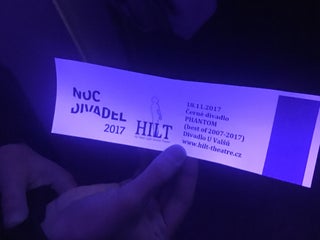 NOC
DIVADEL
2017
HILT
18.11.2017
Černé divadlo
PHANTOM
(best of 2007-2017)
Divadlo U Valšů
www.hilt-theatre.cz